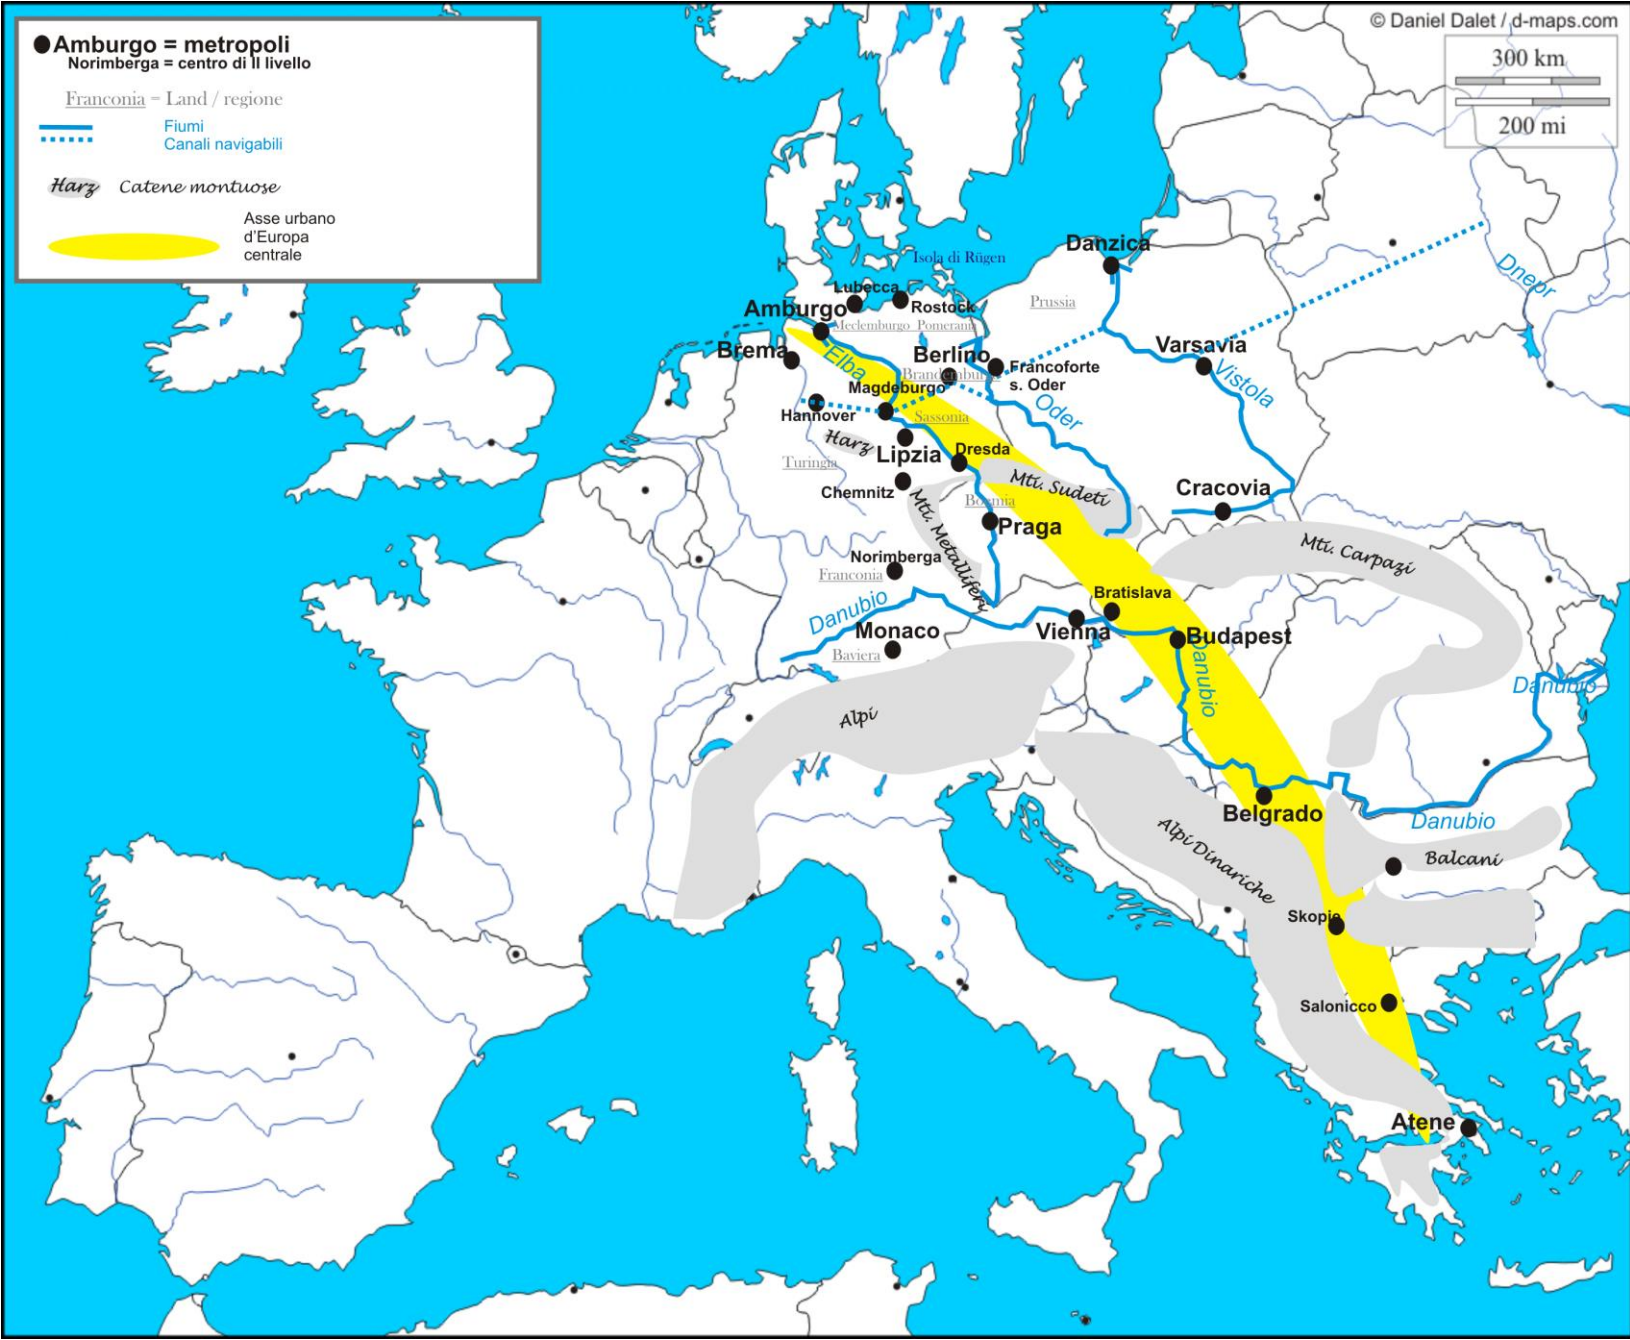 © Daniel Dalet / d-maps.com
300 km
200 mi
Amburgo = metropoli
Norimberga = centro di II livello
Franconia = Land / regione
Fiumi
Canali navigabili
Harz Catene montuose
Asse urbano
d'Europa
centrale
Danzica
Isola di Rügen
Dnepr
Lubecca
Prussia
Amburgo
Rostock
Meclemburgo Pomerania
Brema
Elba
Berlino
Varsavia
Francoforte
s. Oder
Brandemburgo
Vistola
Magdeburgo
Oder
Hannover
Sassonia
Harz
Lipzia
Dresda
Turingia
Chemnitz
Mti. Sudeti
Cracovia
Boemia
Mti. Metalliferi
Praga
Mti. Carpazi
Norimberga
Franconia
Danubio
Bratislava
Monaco
Vienna
Budapest
Baviera
Danubio
Danubio
Alpi
Belgrado
Danubio
Alpi Dinariche
Balcani
Skopje
Salonicco
Atene